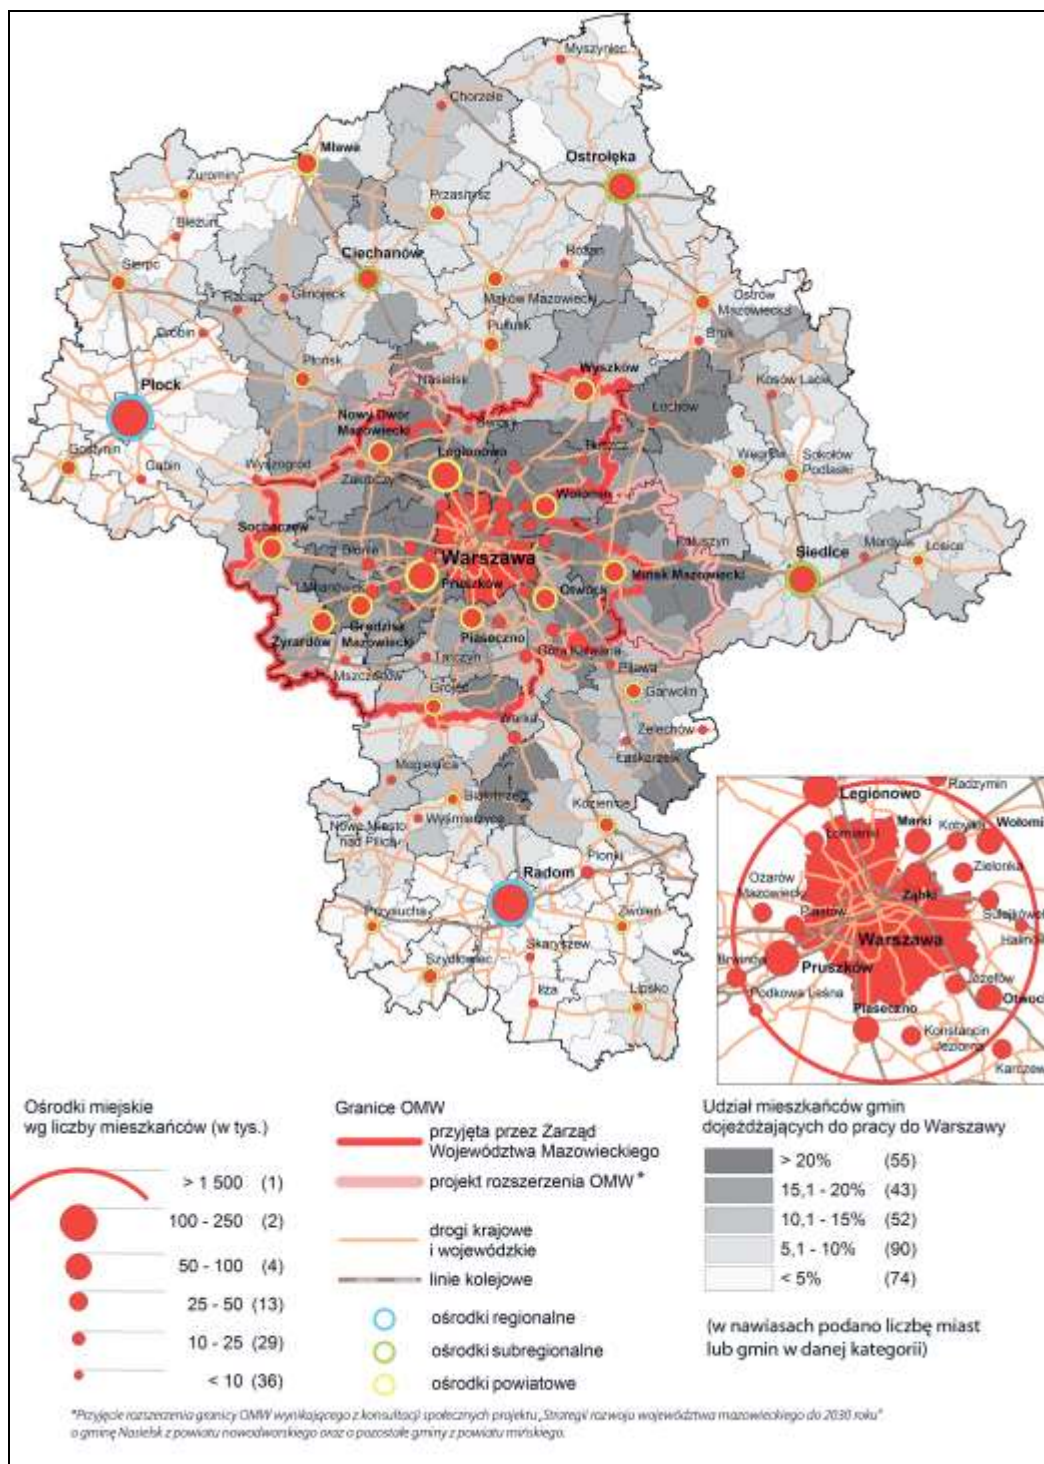 Myszyniec
Chorzele
Mława
Ostrołęka
Żuromin
Przasnysz
Bieżuń
Ciechanów
Różan
Sierpc
Raciąż
Glinojeck
Maków Mazowiecki
Ostrów
Mazowiecka
Drobin
Pułtusk
Brok
Płońsk
Płock
Nasielsk
Wyszków
Kosów Lacki
Nowy Dwór
Mazowiecki
Serock
Łochów
Gostynin
Gąbin
Wyszogród
Zakroczym
Legionowo
Tłuszcz
Węgrów
Sokołów
Podlaski
Wołomin
Sochaczew
Błonie
Warszawa
Kałuszyn
Siedlce
Mordy
Łosice
Pruszków
Otwock
Mińsk Mazowiecki
Żyrardów
Grodzisk
Mazowiecki
Piaseczno
Mszczonów
Tarczyn
Góra Kalwaria
Pilawa
Garwolin
Grójec
Warka
Żelechów
Łaskarzew
Mogielnica
Białobrzegi
Kozienice
Nowe Miasto
nad Pilicą
Wyśmierzyce
Pionki
Radom
Przysucha
Zwoleń
Skaryszew
Szydłowiec
Iłża
Lipsko
Legionowo
Radzymin
Łomianki
Marki
Kobyłka
Wołomin
Zielonka
Ożarów
Mazowiecki
Ząbki
Piastów
Sulejówek
Warszawa
Halinów
Brwinów
Pruszków
Józefów
Otwock
Podkowa Leśna
Piaseczno
Konstancin
Jeziorna
Karczew
Ośrodki miejskie
wg liczby mieszkańców (w tys.)
> 1 500 (1)
100 - 250 (2)
50 - 100 (4)
25 - 50 (13)
10 - 25 (29)
< 10 (36)
Granice OMW
przyjęta przez Zarząd
Województwa Mazowieckiego
projekt rozszerzenia OMW *
drogi krajowe
i wojewódzkie
linie kolejowe
ośrodki regionalne
ośrodki subregionalne
ośrodki powiatowe
Udział mieszkańców gmin
dojeżdżających do pracy do Warszawy
> 20% (55)
15,1 - 20% (43)
10,1 - 15% (52)
5,1 - 10% (90)
< 5% (74)
(w nawiasach podano liczbę miast
lub gmin w danej kategorii)
*Przyjęcie rozszerzenia granicy OMW wynikającego z konsultacji społecznych projektu „Strategii rozwoju województwa mazowieckiego do 2030 roku”
o gminę Nasielsk z powiatu nowodworskiego oraz o pozostałe gminy z powiatu mińskiego.